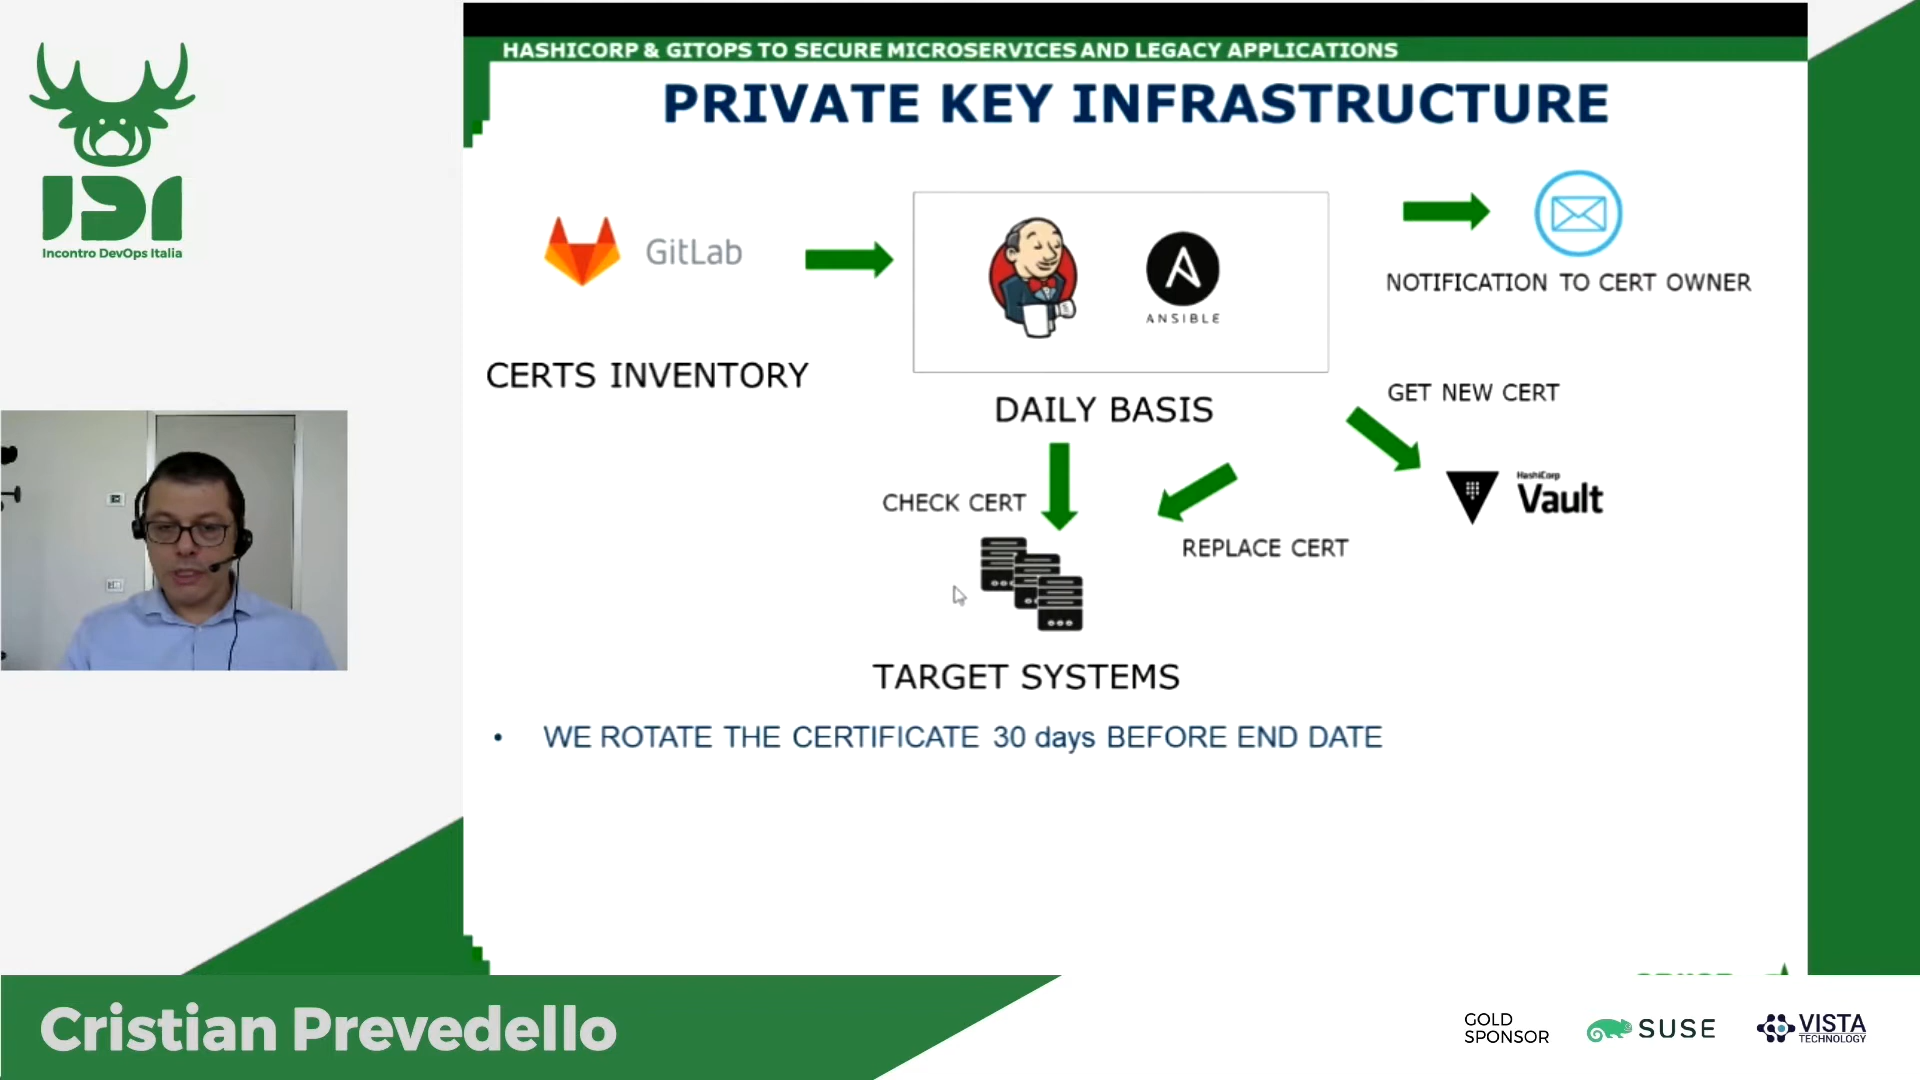 HASHICORP & GITOPS TO SECURE MICROSERVICES AND LEGACY APPLICATIONS
PRIVATE KEY INFRASTRUCTURE
IDI
Incontro DevOps Italia
GitLab
ANSIBLE
NOTIFICATION TO CERT OWNER
CERTS INVENTORY
DAILY BASIS
GET NEW CERT
CHECK CERT
HashiCorp
Vault
REPLACE CERT
TARGET SYSTEMS
• WE ROTATE THE CERTIFICATE 30 days BEFORE END DATE
Cristian Prevedello
GOLD
SPONSOR
SUSE
VISTA
TECHNOLOGY